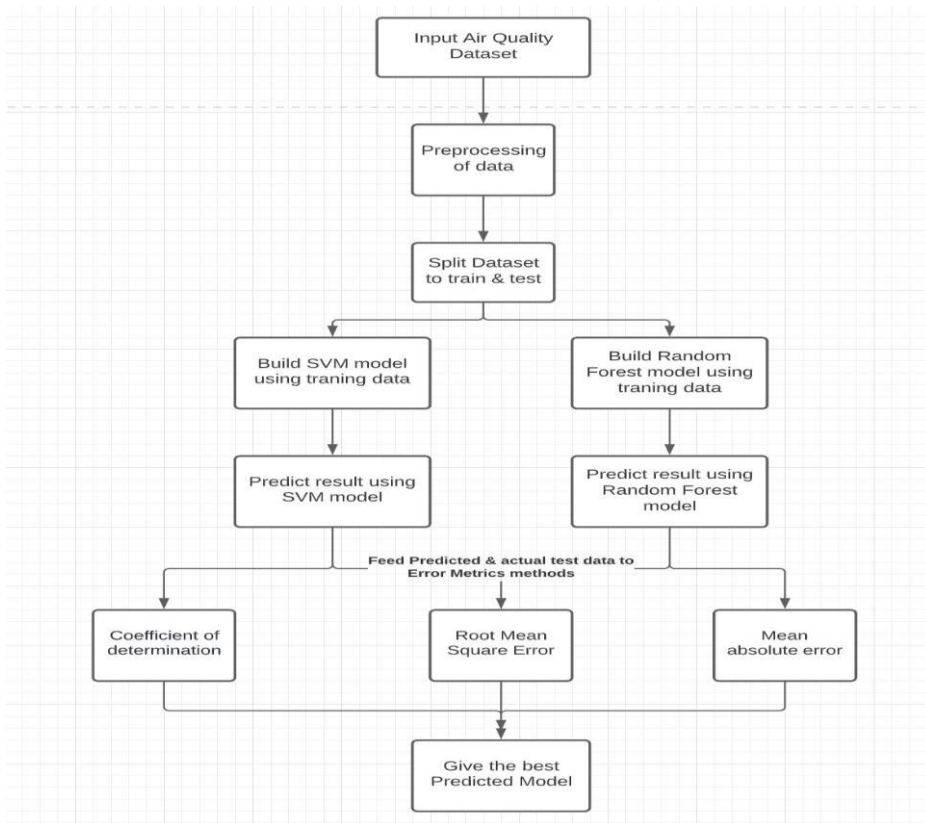 Input Air Quality
Dataset
Preprocessing
of data
Split Dataset
to train & test
Build SVM model
using traning data
Build Random
Forest model using
traning data
Predict result using
SVM model
Predict result using
Random Forest
model
Feed Predicted & actual test data to
Error Metrics methods
Coefficient of
determination
Root Mean
Square Error
Mean
absolute error
Give the best
Predicted Model